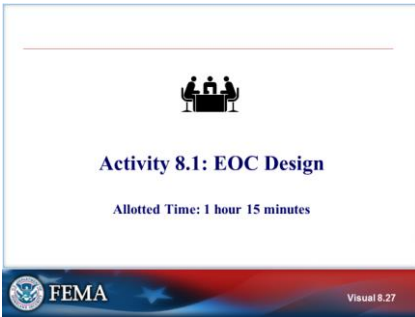 Activity 8.1: EOC Design
Allotted Time: 1 hour 15 minutes
FEMA
Visual 8.27